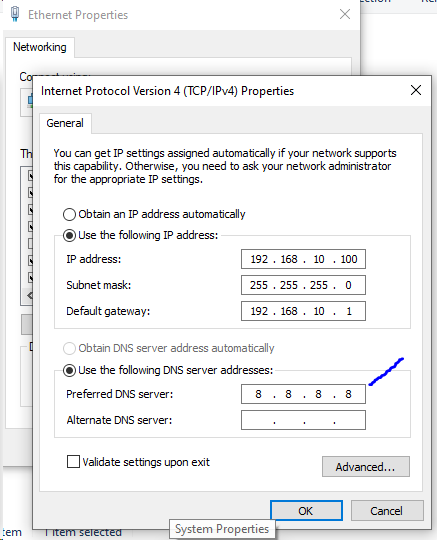 Ethernet Properties
Networking
Internet Protocol Version 4 (TCP/IPv4) Properties
General
You can get IP settings assigned automatically if your network supports
this capability. Otherwise, you need to ask your network administrator
for the appropriate IP settings.
Obtain an IP address automatically
Use the following IP address:
IP address: 192 . 168 . 10 . 100
Subnet mask: 255 . 255 . 255 . 0
Default gateway: 192 . 168 . 10 . 1
Obtain DNS server address automatically
Use the following DNS server addresses:
Preferred DNS server: 8 . 8 . 8 . 8
Alternate DNS server: . . .
Validate settings upon exit
Advanced...
OK Cancel
1 item selected
System Properties